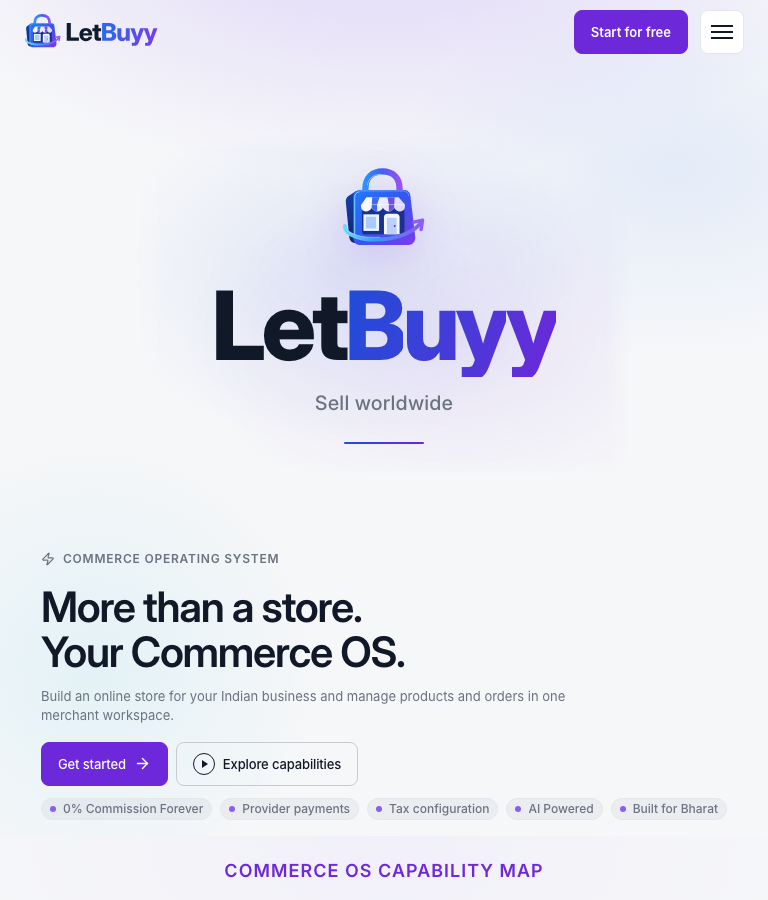 LetBuyy
Start for free
LetBuyy
Sell worldwide
COMMERCE OPERATING SYSTEM
More than a store.
Your Commerce OS.
Build an online store for your Indian business and manage products and orders in one
merchant workspace.
Get started
Explore capabilities
0% Commission Forever
Provider payments
Tax configuration
AI Powered
Built for Bharat
COMMERCE OS CAPABILITY MAP